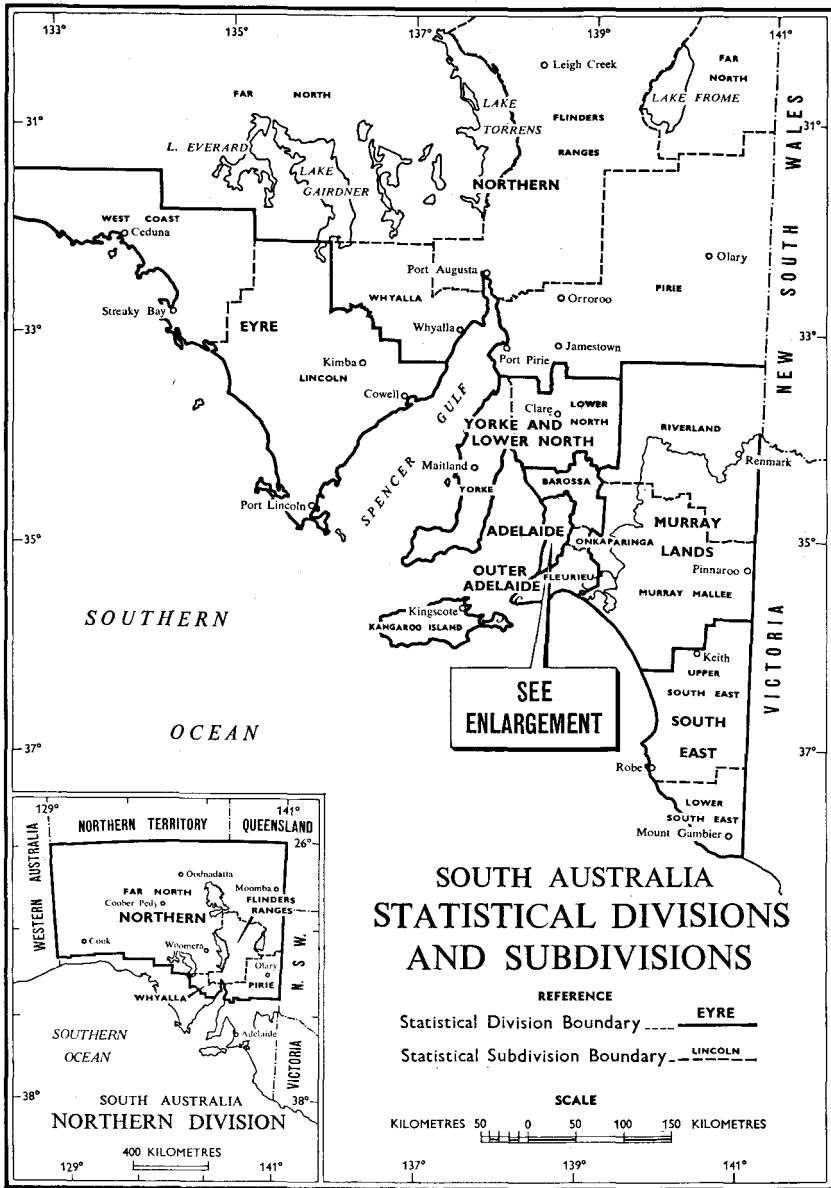 133°
135°
137°
139°
141°
Leigh Creek
FAR NORTH
FAR
NORTH
LAKE
TORRENS
LAKE FROME
FLINDERS
RANGES
31°
31°
L. EVERARD
LAKE
GAIRDNER
NORTHERN
NEW SOUTH WALES
WEST COAST
Ceduna
Port Augusta
Olary
WHYALLA
Orroroo
PIRIE
Streaky Bay
33°
EYRE
Whyalla
33°
Jamestown
Port Pirie
Kimba
LINCOLN
Cowell
SPENCER GULF
Clare
LOWER
NORTH
YORKE AND
LOWER NORTH
RIVERLAND
Renmark
Maitland
YORKE
BAROSSA
Port Lincoln
MURRAY
LANDS
35°
ADELAIDE
ONKAPARINGA
35°
Pinnaroo
OUTER
ADELAIDE
FLEURIEU
MURRAY MALLEE
Kingscote
KANGAROO ISLAND
SOUTHERN
OCEAN
VICTORIA
Keith
UPPER
SOUTH EAST
SEE
ENLARGEMENT
SOUTH
EAST
37°
37°
Robe
LOWER
SOUTH EAST
Mount Gambier
129°
141°
NORTHERN TERRITORY
QUEENSLAND
26°
WESTERN AUSTRALIA
Oodnadatta
FAR NORTH
Moomba
Coober Pedy
NORTHERN
FLINDERS
RANGES
Cook
Woomera
Olary
PIRIE
N. S. W.
WHYALLA
SOUTHERN
OCEAN
Adelaide
VICTORIA
38°
38°
SOUTH AUSTRALIA
NORTHERN DIVISION
400 KILOMETRES
129°
141°
SOUTH AUSTRALIA
STATISTICAL DIVISIONS
AND SUBDIVISIONS
REFERENCE
Statistical Division Boundary EYRE
Statistical Subdivision Boundary LINCOLN
SCALE
KILOMETRES 50 0 50 100 150 KILOMETRES
137°
139°
141°